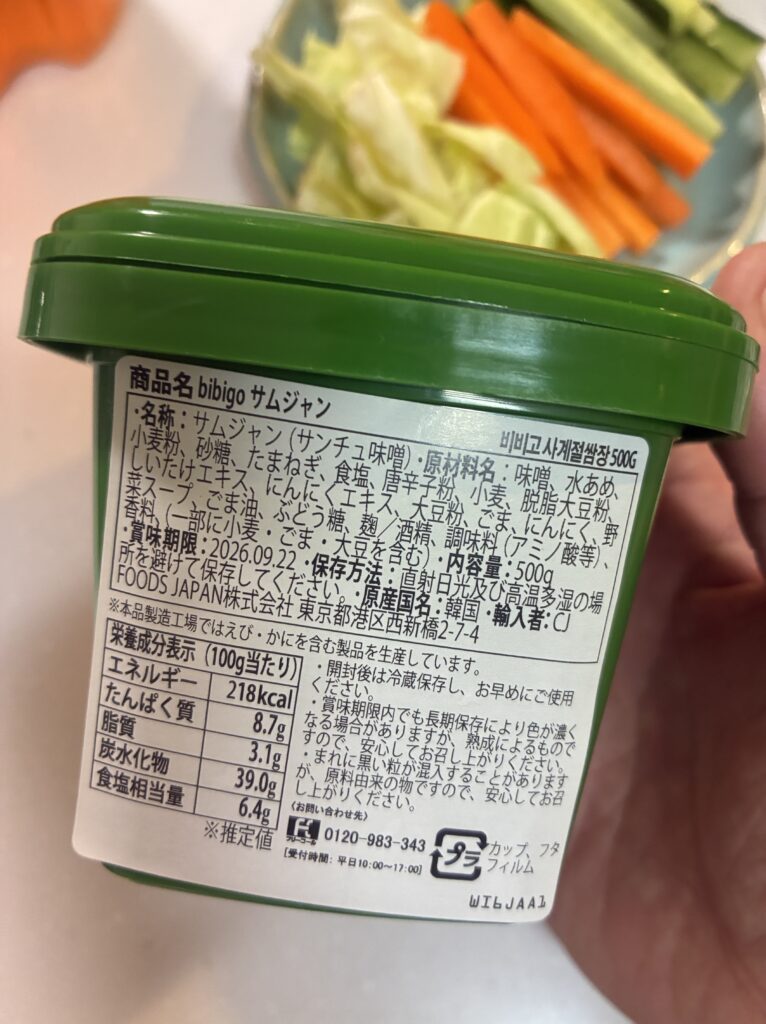 商品名 bibigo サムジャン
비비고 사계절쌈장 500G
・名称：サムジャン（サンチュ味噌）・原材料名：味噌、水あめ、
小麦粉、砂糖、たまねぎ、食塩、唐辛子粉、小麦、脱脂大豆粉、
しいたけエキス、にんにくエキス、大豆粉、ごま、にんにく、野
菜スープ、ごま油、ぶどう糖、麹／酒精、調味料（アミノ酸等）、
香料、（一部に小麦・ごま・大豆を含む）・内容量：500g
・賞味期限：2026.09.22・保存方法：直射日光及び高温多湿の場
所を避けて保存してください。・原産国名：韓国・輸入者：CJ
FOODS JAPAN株式会社 東京都港区西新橋2-7-4
※本品製造工場ではえび・かにを含む製品を生産しています。
栄養成分表示（100g当たり）
エネルギー 218kcal
たんぱく質 8.7g
脂質 3.1g
炭水化物 39.0g
食塩相当量 6.4g
※推定値
・開封後は冷蔵保存し、お早めにご使用
ください。
・賞味期限内でも長期保存により色が濃く
なる場合がありますが、熟成によるもので
すので、安心してお召し上がりください。
・まれに黒い粒が混入することがあります
が、原料由来の物ですので、安心してお召
し上がりください。
〈お問い合わせ先〉
フリーコール 0120-983-343
［受付時間：平日10:00～17:00］
プラ
カップ、フタ
フィルム
WI6JAA1